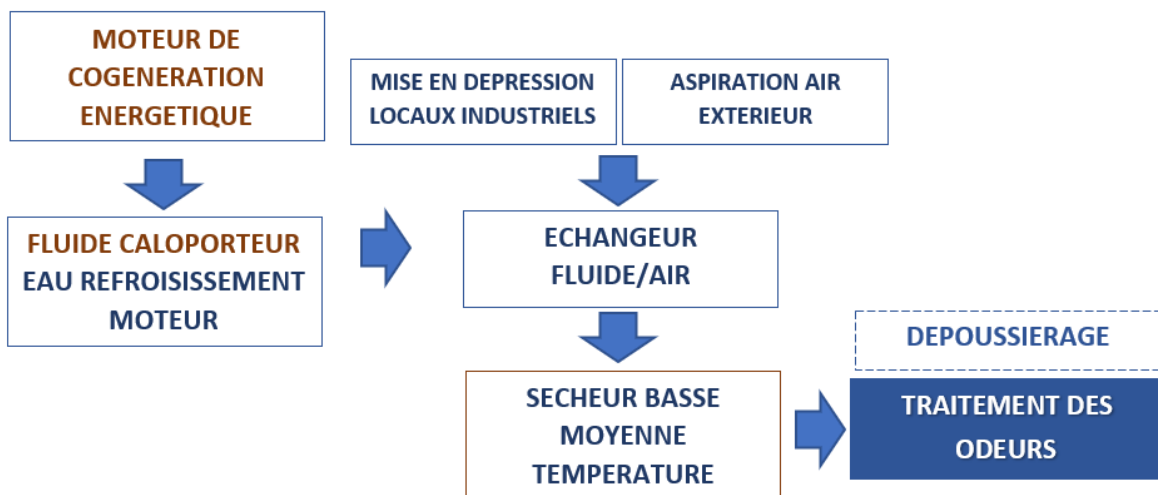 MOTEUR DE
COGENERATION
ENERGETIQUE
MISE EN DEPRESSION
LOCAUX INDUSTRIELS
ASPIRATION AIR
EXTERIEUR
FLUIDE CALOPORTEUR
EAU REFROISISSEMENT
MOTEUR
ECHANGEUR
FLUIDE/AIR
SECHEUR BASSE
MOYENNE
TEMPERATURE
DEPOUSSIERAGE
TRAITEMENT DES
ODEURS